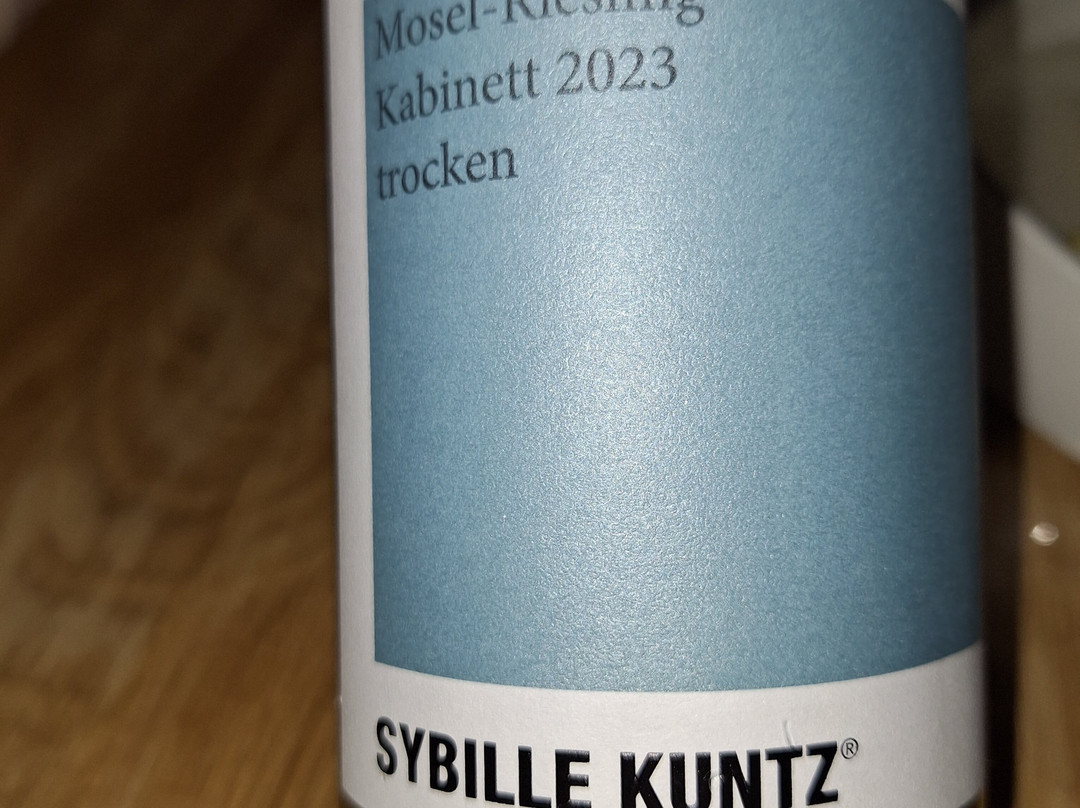 Mosel-Riesling
Kabinett 2023
trocken
SYBILLE KUNTZ®